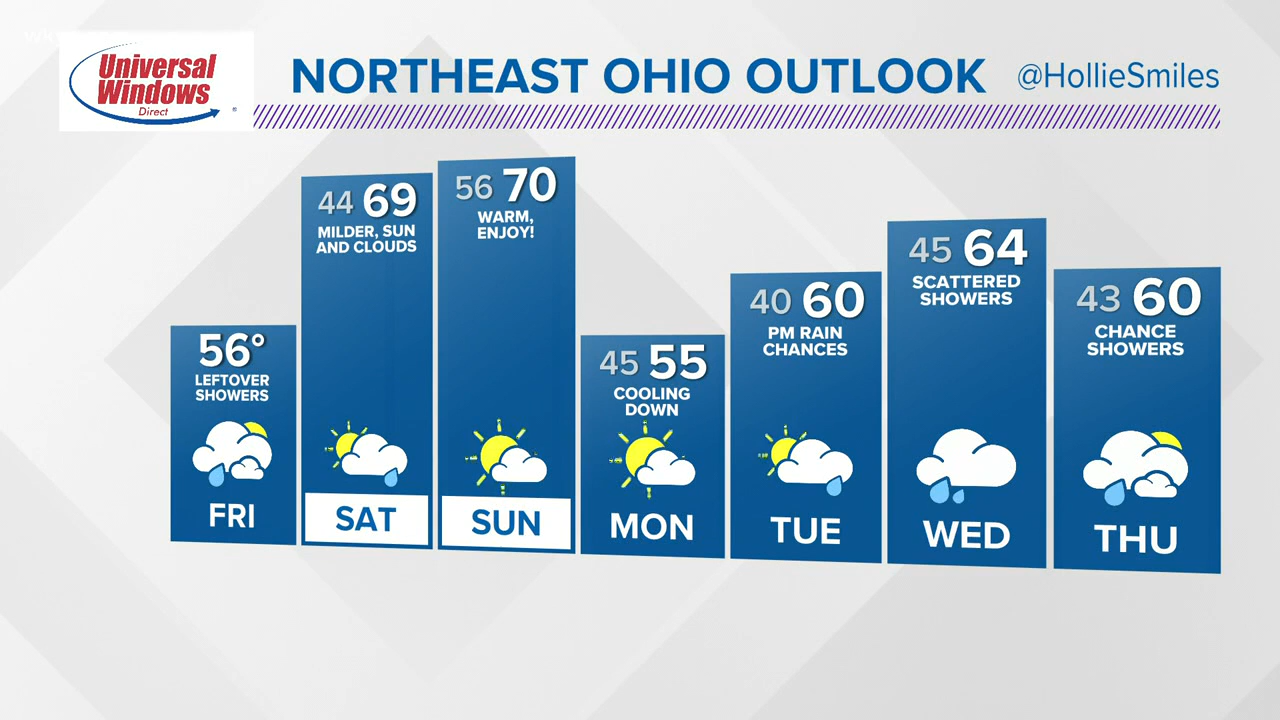 Universal
Windows
Direct
®
NORTHEAST OHIO OUTLOOK
@HollieSmiles
56°
LEFTOVER
SHOWERS
FRI
44 69
MILDER, SUN
AND CLOUDS
SAT
56 70
WARM,
ENJOY!
SUN
45 55
COOLING
DOWN
MON
40 60
PM RAIN
CHANCES
TUE
45 64
SCATTERED
SHOWERS
WED
43 60
CHANCE
SHOWERS
THU